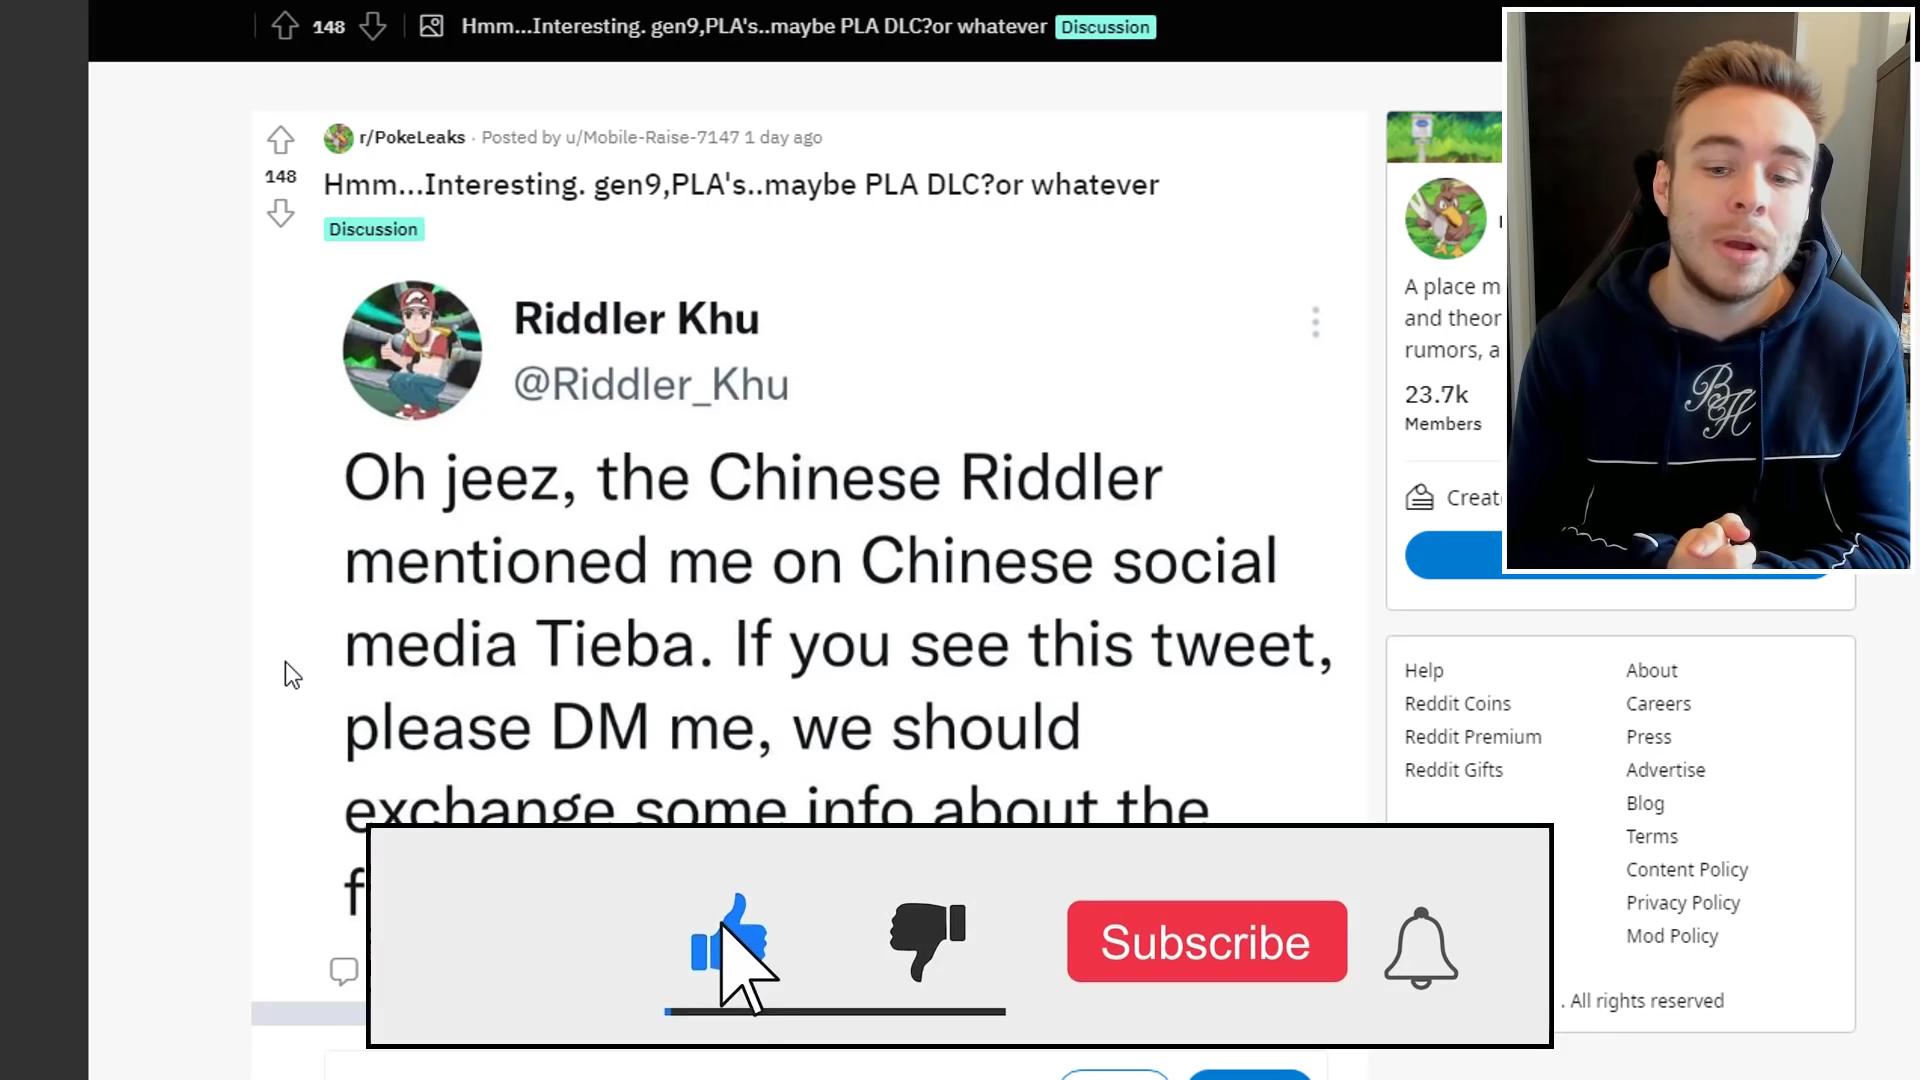 148 Hmm...Interesting. gen9,PLA's..maybe PLA DLC?or whatever Discussion
r/PokeLeaks · Posted by u/Mobile-Raise-7147 1 day ago
148
Hmm...Interesting. gen9,PLA's..maybe PLA DLC?or whatever
Discussion
Riddler Khu
@Riddler_Khu
Oh jeez, the Chinese Riddler
mentioned me on Chinese social
media Tieba. If you see this tweet,
please DM me, we should
exchange some info about the
f
A place m
and theor
rumors, a
23.7k
Members
Create
BH
Help
Reddit Coins
Reddit Premium
Reddit Gifts
About
Careers
Press
Advertise
Blog
Terms
Content Policy
Privacy Policy
Mod Policy
. All rights reserved
Subscribe